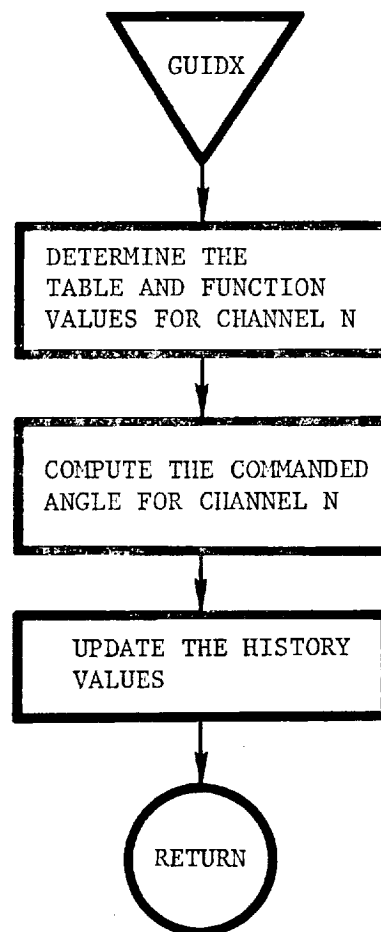 GUIDX
DETERMINE THE
TABLE AND FUNCTION
VALUES FOR CHANNEL N
COMPUTE THE COMMANDED
ANGLE FOR CHANNEL N
UPDATE THE HISTORY
VALUES
RETURN